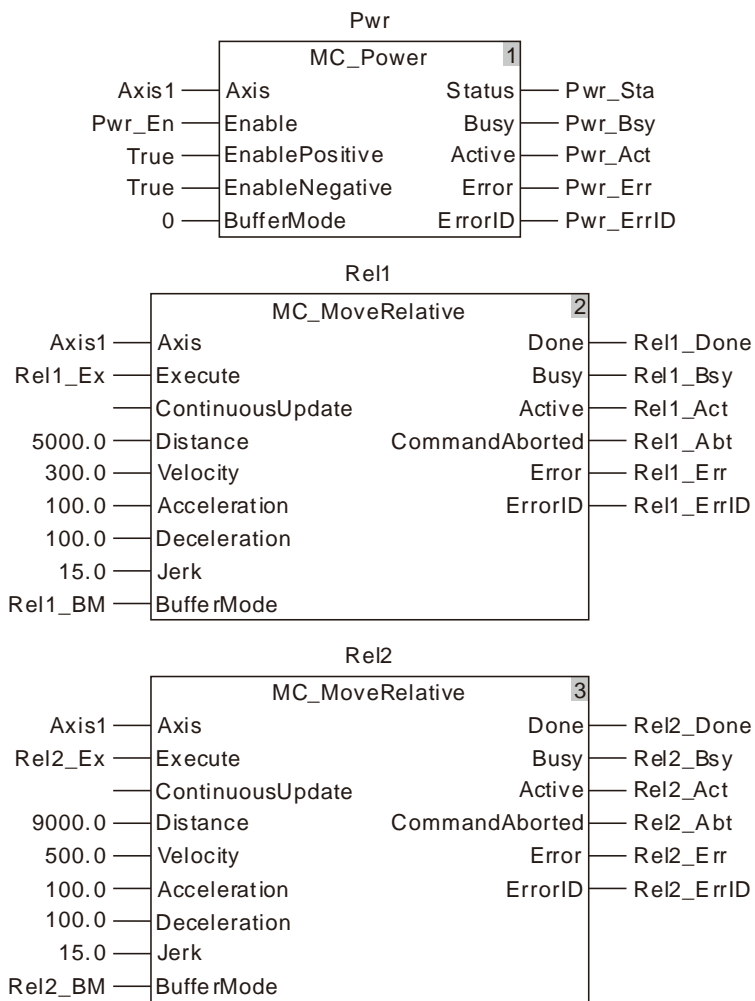 Pwr
MC_Power 1
Axis1 Axis Status Pwr_Sta
Pwr_En Enable Busy Pwr_Bsy
True EnablePositive Active Pwr_Act
True EnableNegative Error Pwr_Err
0 BufferMode ErrorID Pwr_ErrID
Rel1
MC_MoveRelative 2
Axis1 Axis Done Rel1_Done
Rel1_Ex Execute Busy Rel1_Bsy
ContinuousUpdate Active Rel1_Act
5000.0 Distance CommandAborted Rel1_Abt
300.0 Velocity Error Rel1_Err
100.0 Acceleration ErrorID Rel1_ErrID
100.0 Deceleration
15.0 Jerk
Rel1_BM BufferMode
Rel2
MC_MoveRelative 3
Axis1 Axis Done Rel2_Done
Rel2_Ex Execute Busy Rel2_Bsy
ContinuousUpdate Active Rel2_Act
9000.0 Distance CommandAborted Rel2_Abt
500.0 Velocity Error Rel2_Err
100.0 Acceleration ErrorID Rel2_ErrID
100.0 Deceleration
15.0 Jerk
Rel2_BM BufferMode